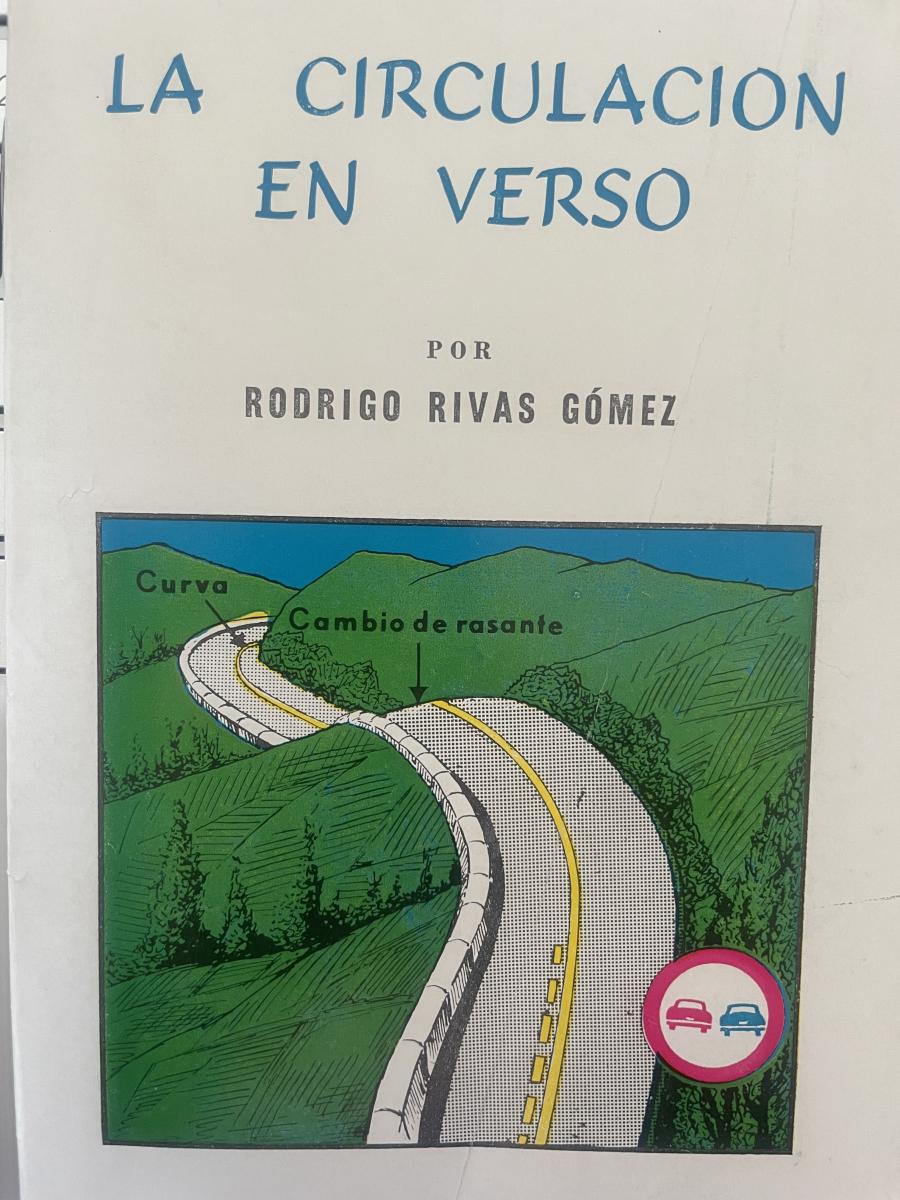 LA CIRCULACION
EN VERSO
POR
RODRIGO RIVAS GÓMEZ
Curva
Cambio de rasante